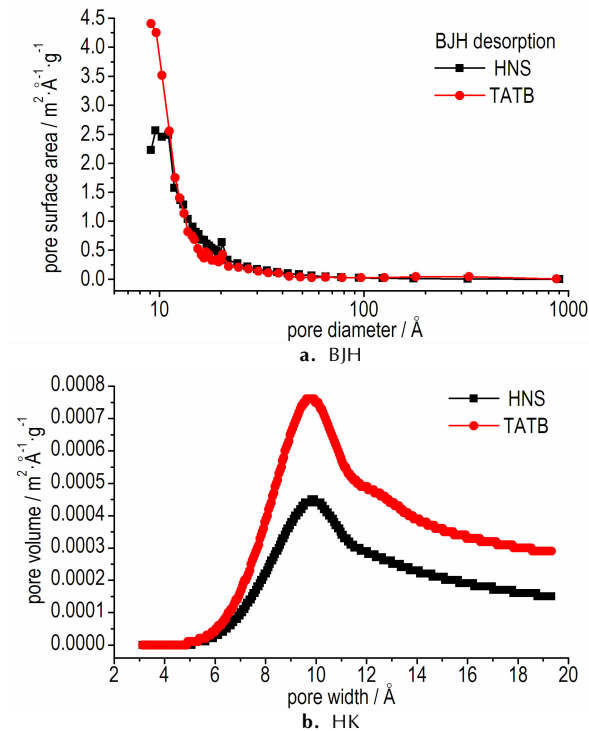 4.5
4.0
3.5
3.0
2.5
2.0
1.5
1.0
0.5
0.0
pore surface area / m²·Å⁻¹·g⁻¹
BJH desorption
HNS
TATB
10 100 1000
pore diameter / Å
a. BJH
0.0008
0.0007
0.0006
0.0005
0.0004
0.0003
0.0002
0.0001
0.0000
pore volume / m²·Å⁻¹·g⁻¹
HNS
TATB
2 4 6 8 10 12 14 16 18 20
pore width / Å
b. HK